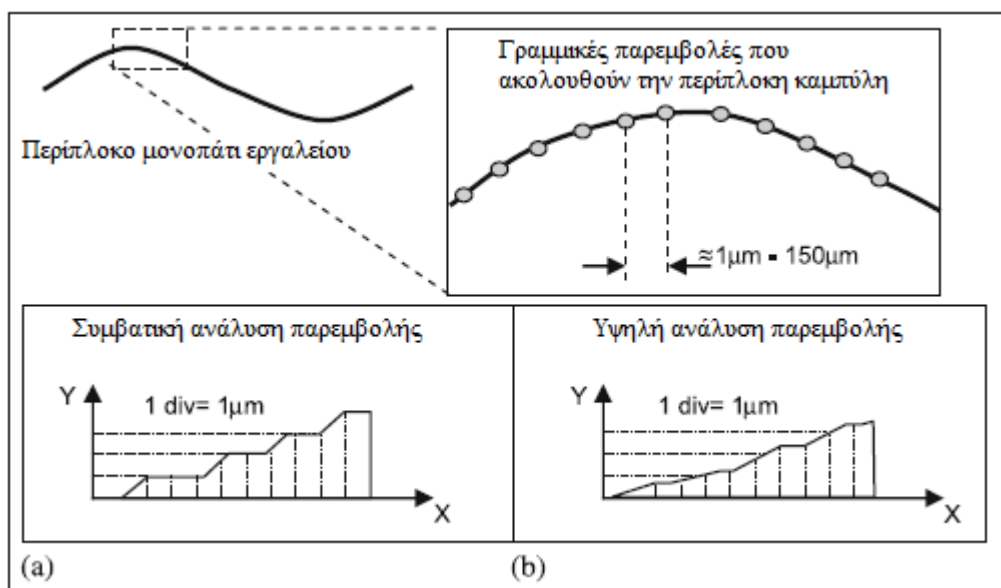 Γραμμικές παρεμβολές που
ακολουθούν την περίπλοκη καμπύλη
Περίπλοκο μονοπάτι εργαλείου
≈1μm - 150μm
Συμβατική ανάλυση παρεμβολής
Υψηλή ανάλυση παρεμβολής
Y
1 div= 1μm
X
Y
1 div= 1μm
X
(a)
(b)